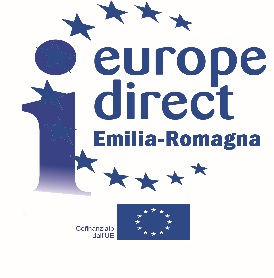 i europe
direct
Emilia-Romagna
Cofinanziato
dall'UE